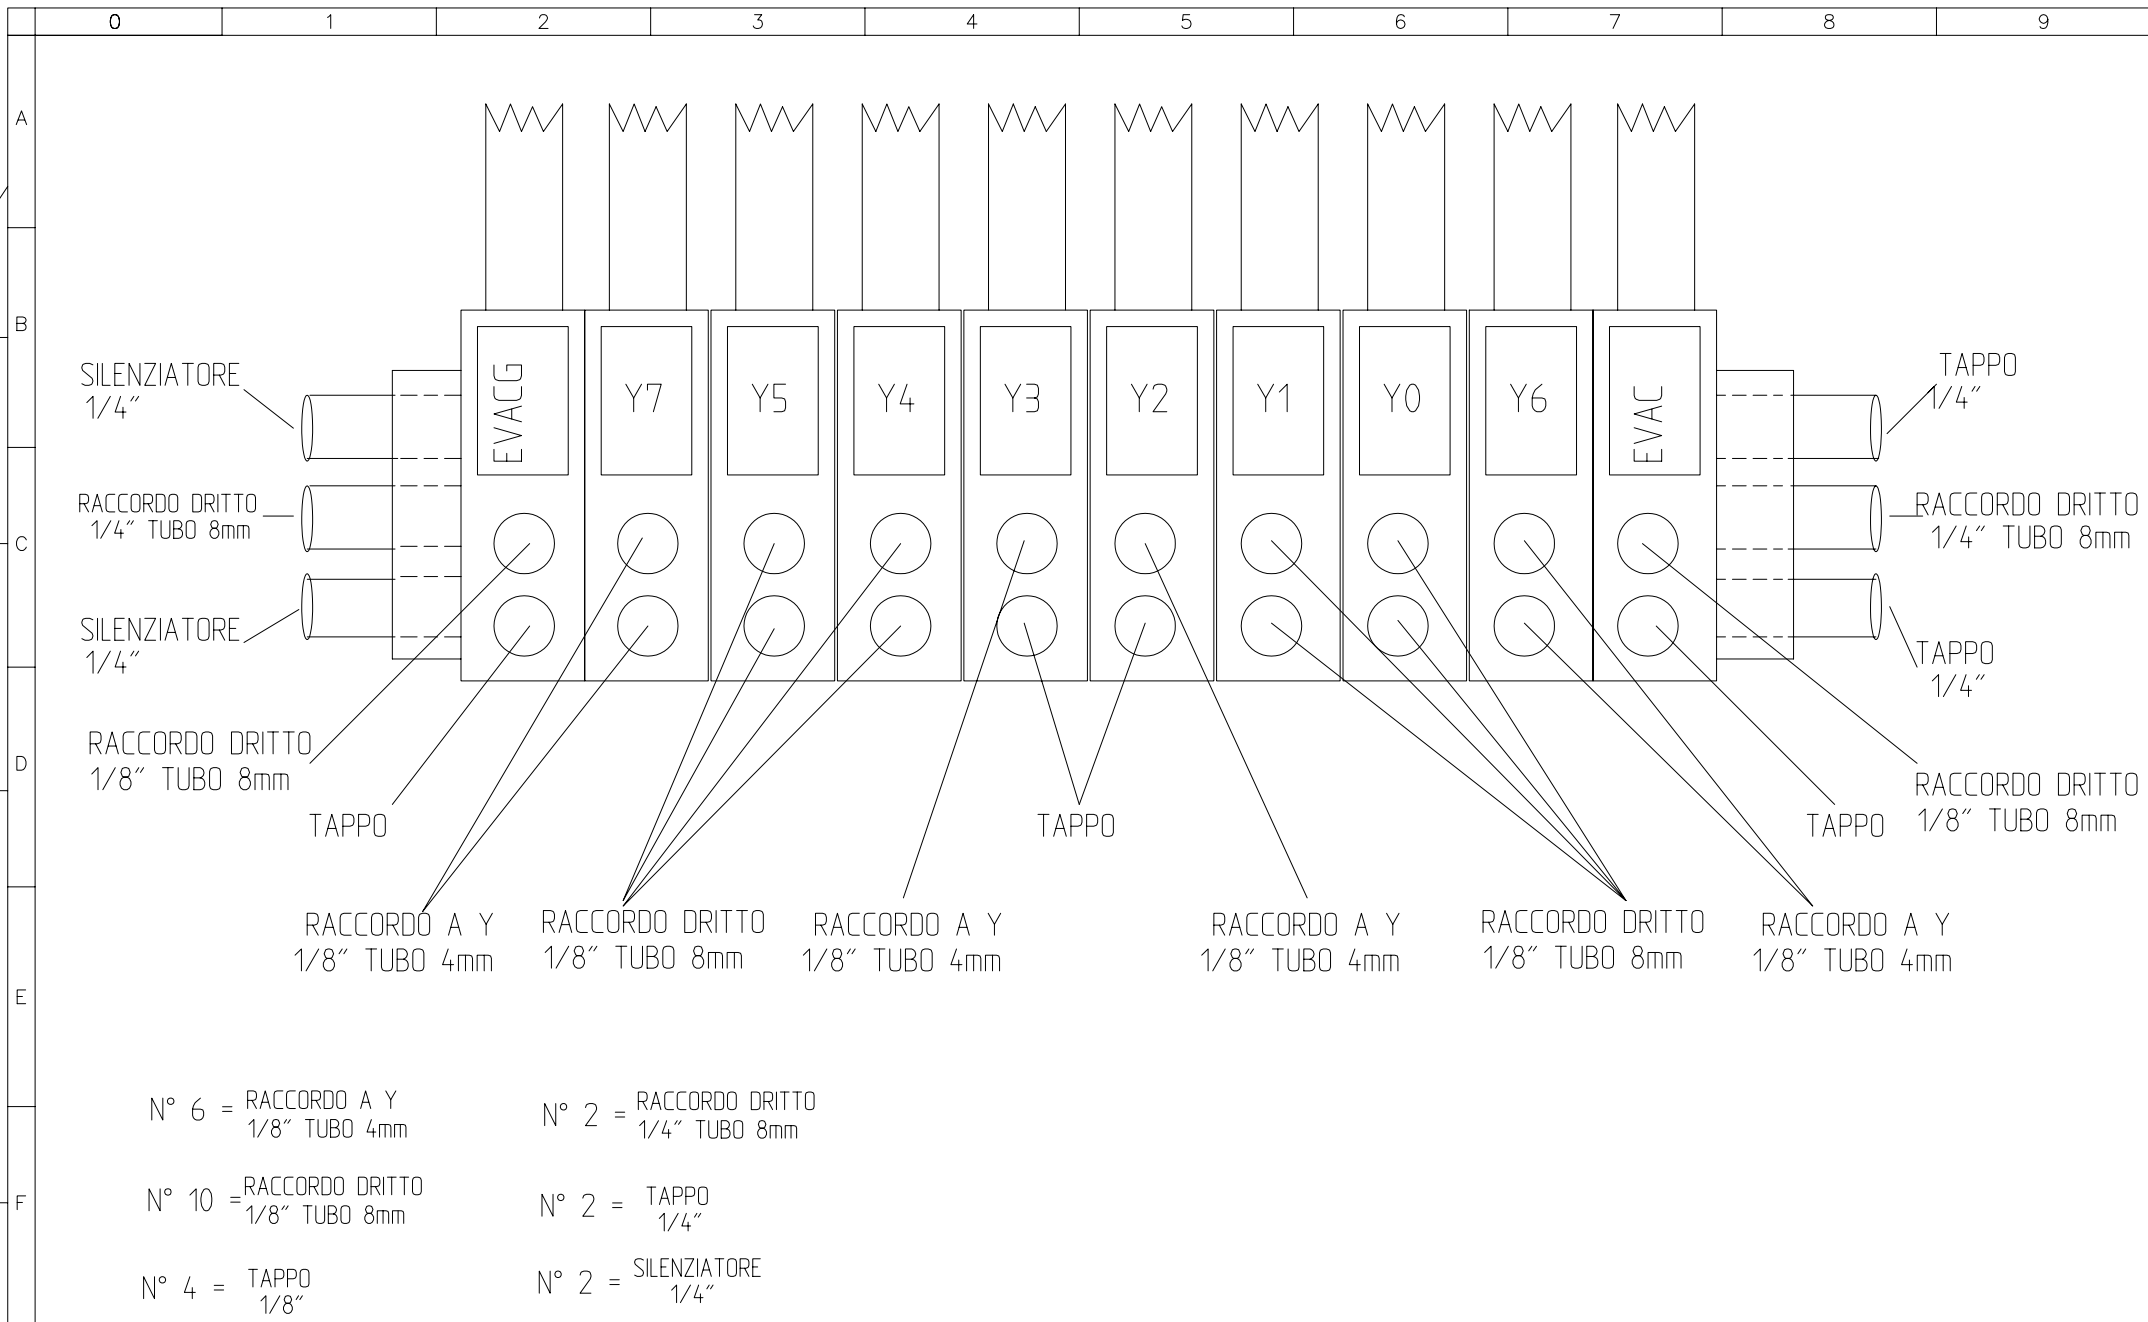 0 1 2 3 4 5 6 7 8 9
A
B
C
D
E
F
EVACG Y7 Y5 Y4 Y3 Y2 Y1 Y0 Y6 EVAC
SILENZIATORE
1/4"
RACCORDO DRITTO
1/4" TUBO 8mm
SILENZIATORE
1/4"
TAPPO
1/4"
RACCORDO DRITTO
1/4" TUBO 8mm
TAPPO
1/4"
RACCORDO DRITTO
1/8" TUBO 8mm
TAPPO
TAPPO
TAPPO
RACCORDO DRITTO
1/8" TUBO 8mm
RACCORDO A Y
1/8" TUBO 4mm
RACCORDO DRITTO
1/8" TUBO 8mm
RACCORDO A Y
1/8" TUBO 4mm
RACCORDO A Y
1/8" TUBO 4mm
RACCORDO DRITTO
1/8" TUBO 8mm
RACCORDO A Y
1/8" TUBO 4mm
N° 6 = RACCORDO A Y
1/8" TUBO 4mm
N° 2 = RACCORDO DRITTO
1/4" TUBO 8mm
N° 10 = RACCORDO DRITTO
1/8" TUBO 8mm
N° 2 = TAPPO
1/4"
N° 4 = TAPPO
1/8"
N° 2 = SILENZIATORE
1/4"